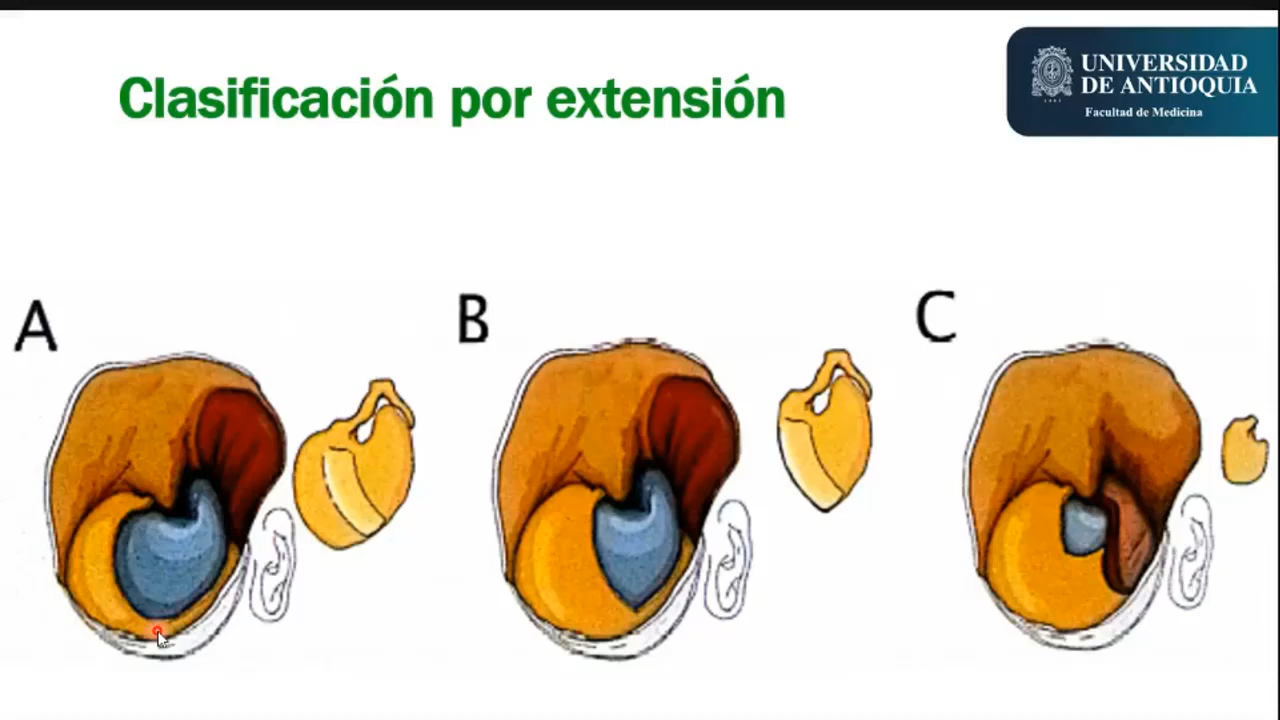 Clasificación por extensión
UNIVERSIDAD
DE ANTIOQUIA
Facultad de Medicina
A
B
C